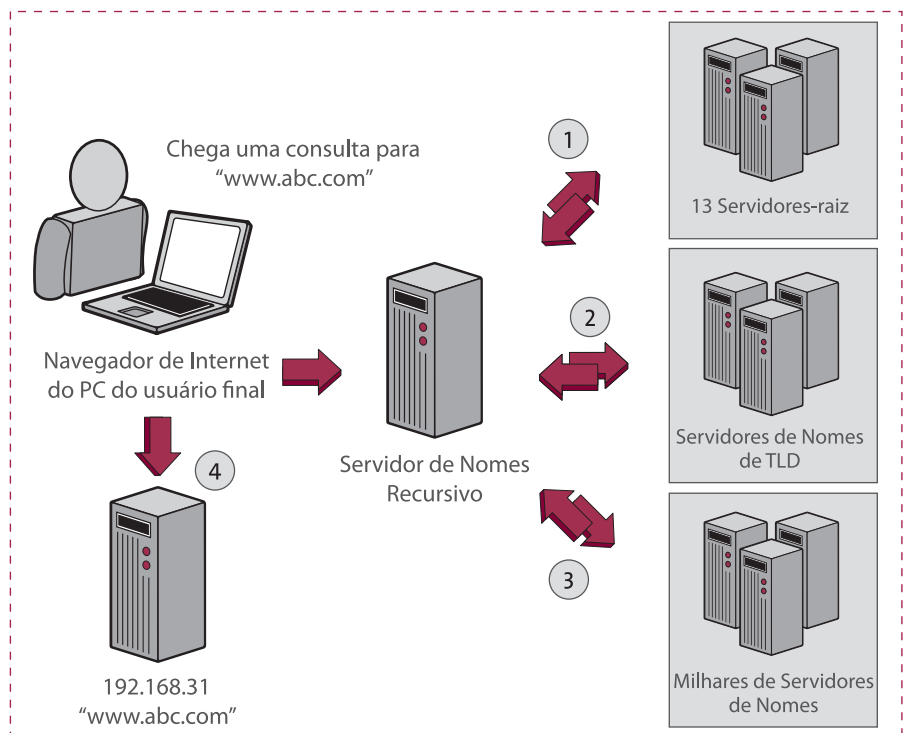 Chega uma consulta para
“www.abc.com”
1
13 Servidores-raiz
2
Navegador de Internet
do PC do usuário final
Servidor de Nomes
Recursivo
Servidores de Nomes
de TLD
4
3
192.168.31
“www.abc.com”
Milhares de Servidores
de Nomes